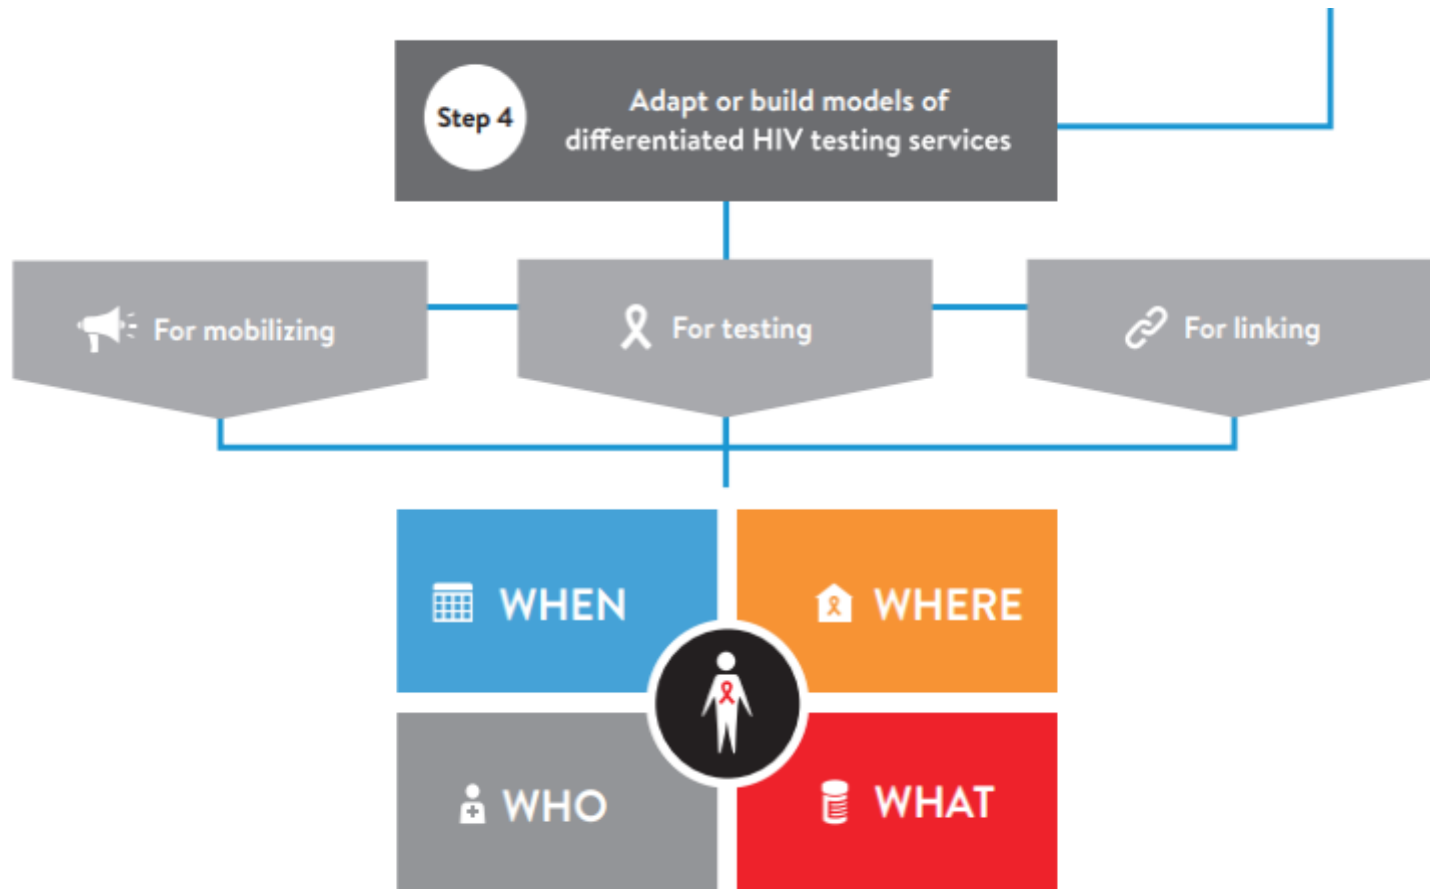 Step 4
Adapt or build models of
differentiated HIV testing services
For mobilizing
For testing
For linking
WHEN
WHERE
WHO
WHAT